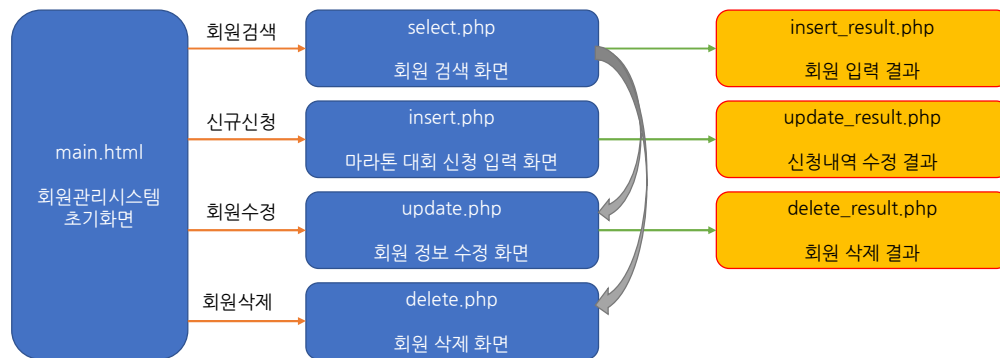 main.html
회원관리시스템
초기화면
회원검색
신규신청
회원수정
회원삭제
select.php
회원 검색 화면
insert.php
마라톤 대회 신청 입력 화면
update.php
회원 정보 수정 화면
delete.php
회원 삭제 화면
insert_result.php
회원 입력 결과
update_result.php
신청내역 수정 결과
delete_result.php
회원 삭제 결과